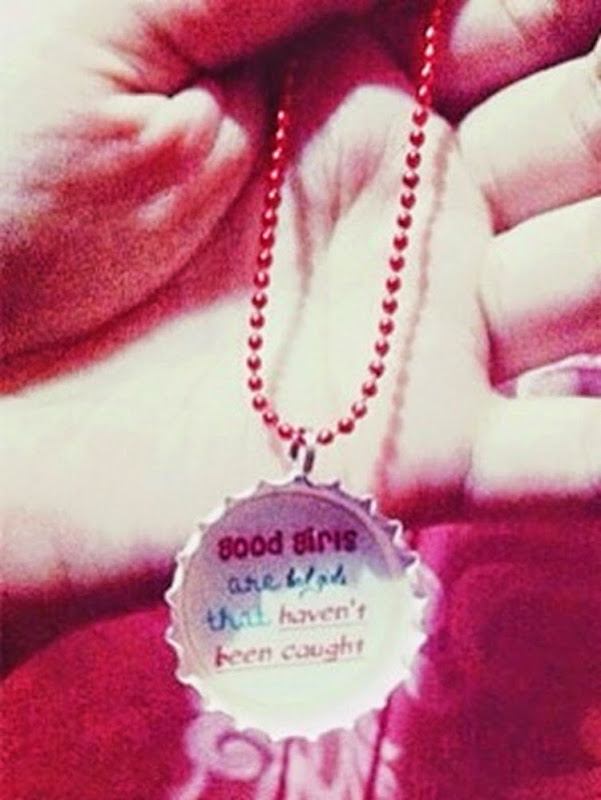 good girls
are
that haven't
been caught